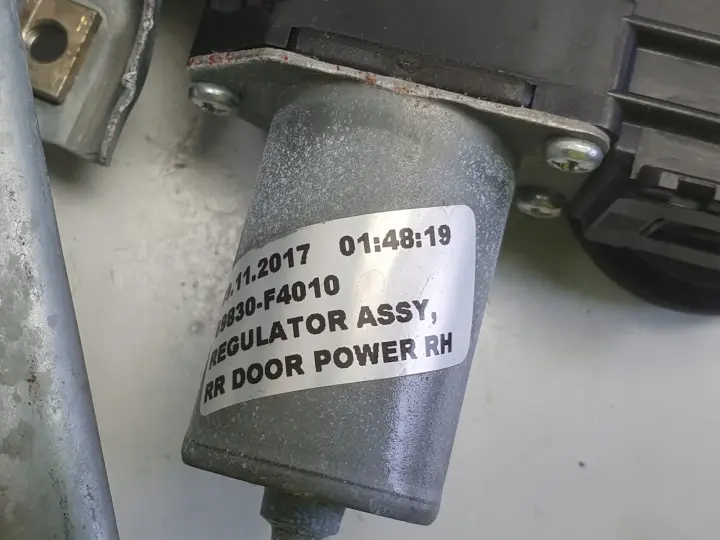 .11.2017 01:48:19
9830-F4010
REGULATOR ASSY,
RR DOOR POWER RH